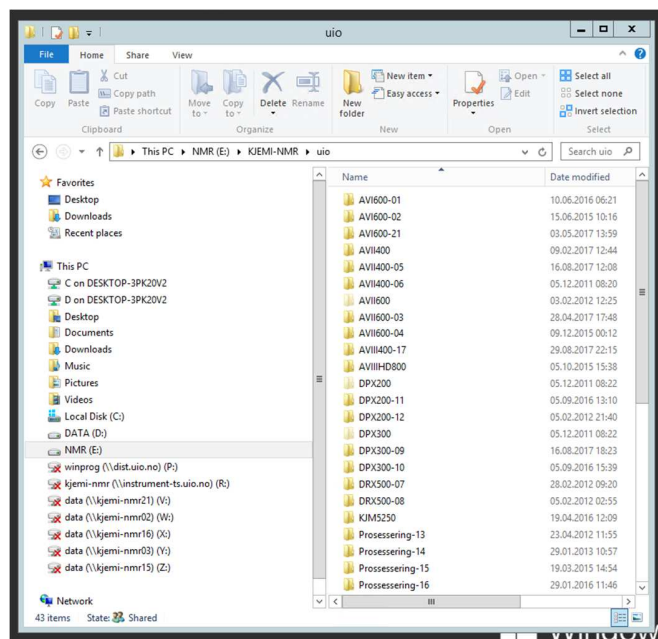 uio
File Home Share View
Copy Paste Cut
Copy path
Paste shortcut
Move to Copy to Delete Rename
New folder New item
Easy access
Properties Open
Edit
Select all
Select none
Invert selection
Clipboard Organize New Open Select
This PC NMR (E:) KJEMI-NMR uio Search uio
Favorites
Desktop
Downloads
Recent places
This PC
C on DESKTOP-3PK20V2
D on DESKTOP-3PK20V2
Desktop
Documents
Downloads
Music
Pictures
Videos
Local Disk (C:)
DATA (D:)
NMR (E:)
winprog (\\dist.uio.no) (P:)
kjemi-nmr (\\instrument-ts.uio.no) (R:)
data (\\kjemi-nmr21) (V:)
data (\\kjemi-nmr02) (W:)
data (\\kjemi-nmr16) (X:)
data (\\kjemi-nmr03) (Y:)
data (\\kjemi-nmr15) (Z:)
Network
Name Date modified
AVI600-01 10.06.2016 06:21
AVI600-02 15.06.2015 10:16
AVI600-21 03.05.2017 13:59
AVII400 09.02.2017 12:44
AVII400-05 16.08.2017 12:08
AVII400-06 05.12.2011 08:20
AVII600 03.02.2012 12:25
AVII600-03 28.04.2017 17:48
AVII600-04 09.12.2015 00:12
AVIII400-17 29.08.2017 22:15
AVIIIHD800 05.10.2015 15:38
DPX200 05.12.2011 08:22
DPX200-11 05.09.2016 13:10
DPX200-12 05.02.2012 21:40
DPX300 05.12.2011 08:22
DPX300-09 16.08.2017 18:23
DPX300-10 05.09.2016 15:39
DRX500-07 28.02.2012 09:20
DRX500-08 05.02.2012 02:55
KJM5250 19.04.2016 12:09
Prosessering-13 23.04.2012 11:55
Prosessering-14 29.01.2013 10:57
Prossessering-15 19.03.2015 14:54
Prossessering-16 29.01.2016 11:46
43 items State: Shared